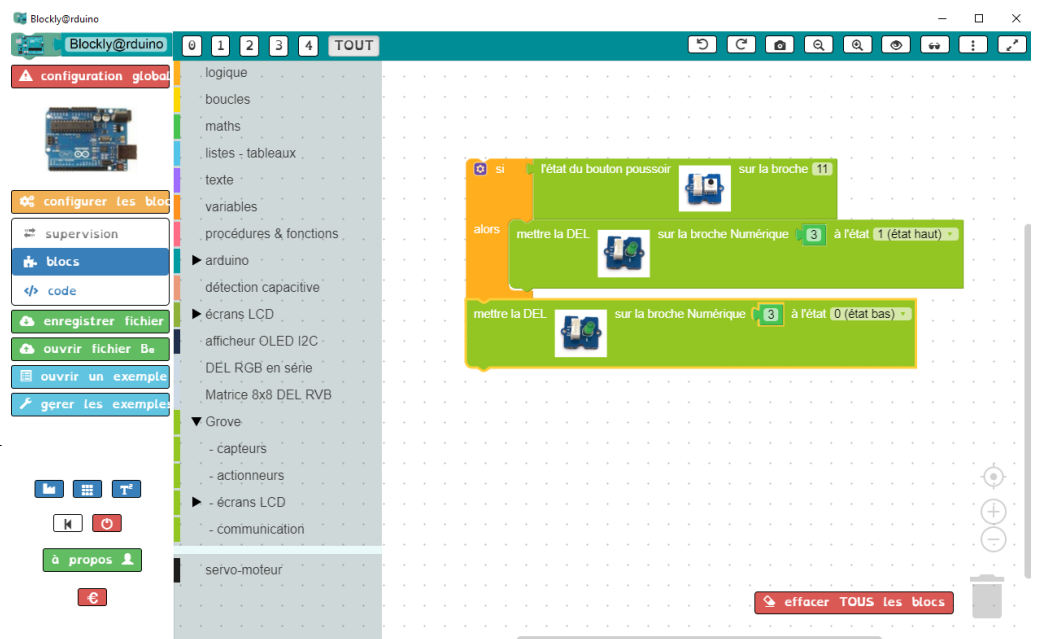 Blockly@rduino
Blockly@rduino 0 1 2 3 4 TOUT
configuration global
configurer les bloc
supervision
blocs
</> code
enregistrer fichier
ouvrir fichier Be
ouvrir un exemple
gerer les exemples
T²
à propos
€
logique
boucles
maths
listes - tableaux
texte
variables
procédures & fonctions
arduino
détection capacitive
écrans LCD
afficheur OLED I2C
DEL RGB en série
Matrice 8x8 DEL RVB
Grove
- capteurs
- actionneurs
- écrans LCD
- communication
servo-moteur
si l'état du bouton poussoir sur la broche 11
alors mettre la DEL sur la broche Numérique 3 à l'état 1 (état haut)
mettre la DEL sur la broche Numérique 3 à l'état 0 (état bas)
effacer TOUS les blocs